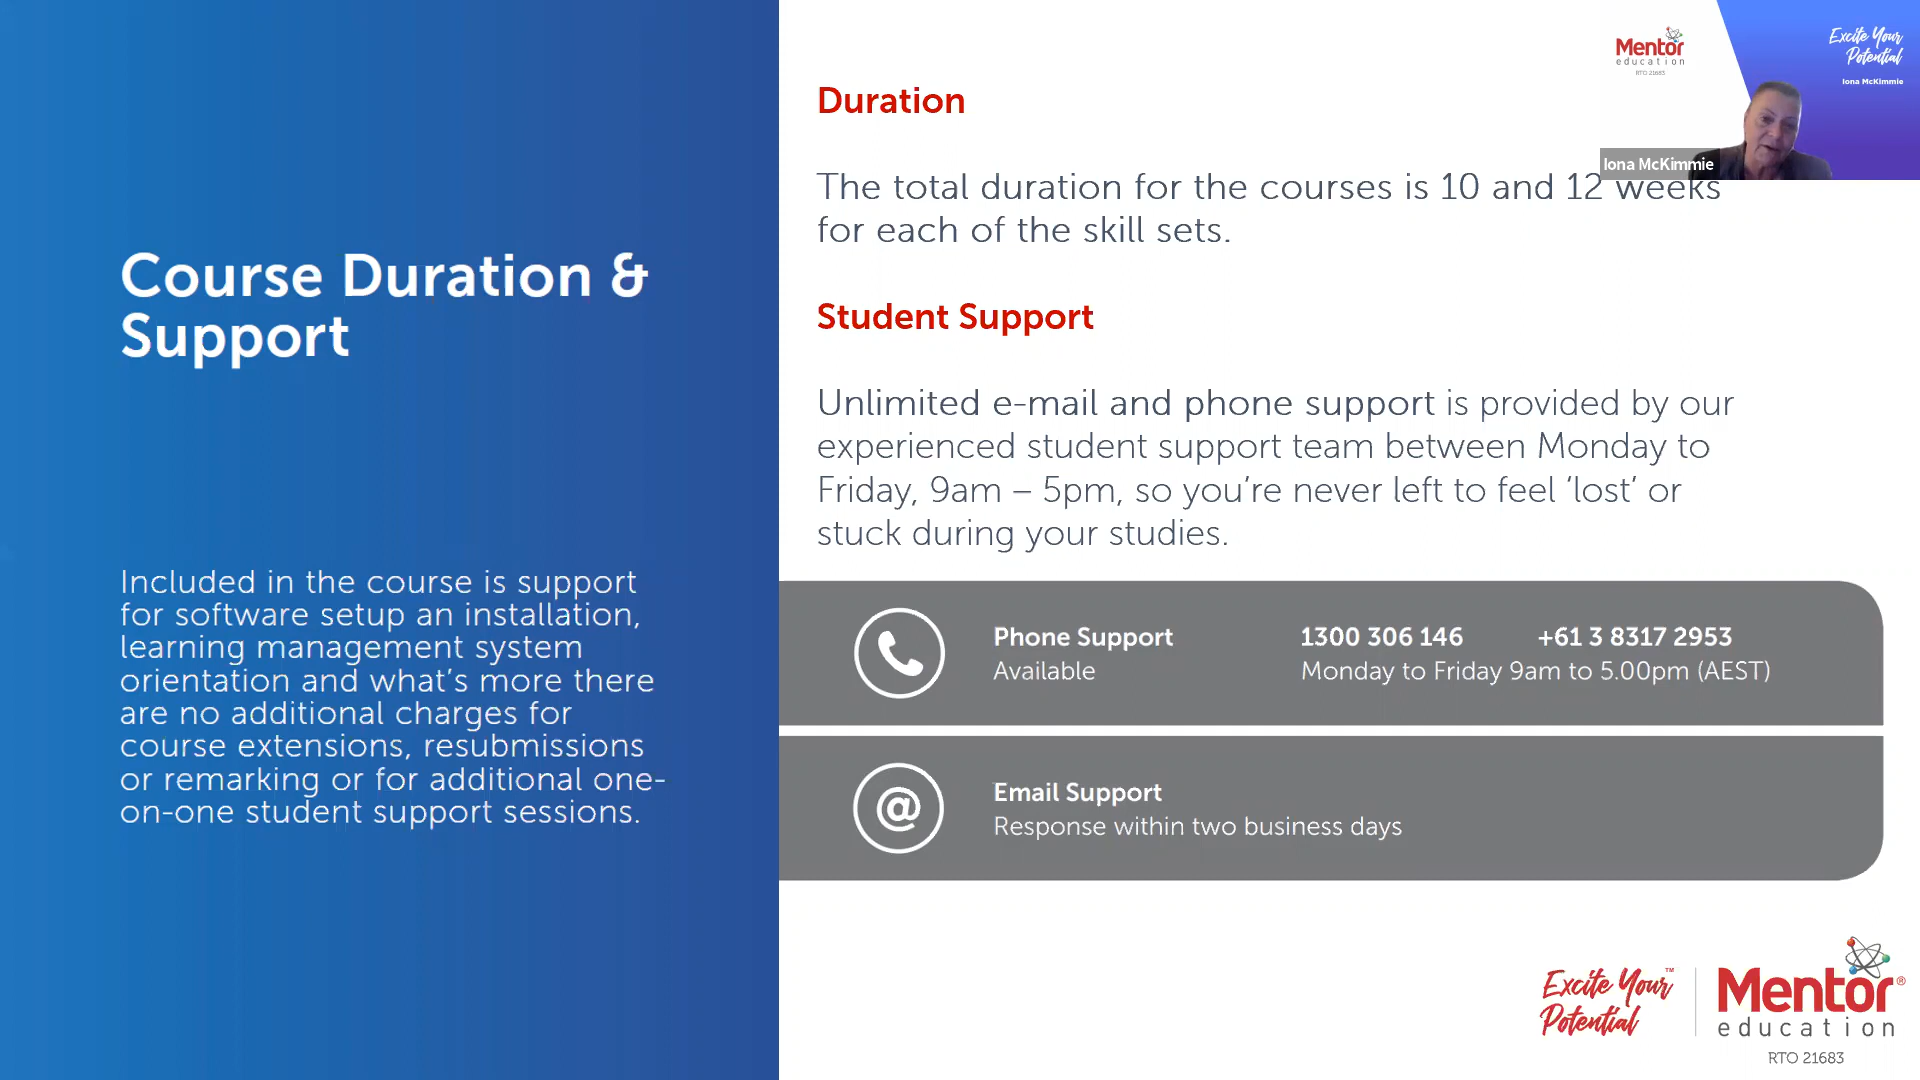 Course Duration &
Support
Included in the course is support
for software setup an installation,
learning management system
orientation and what's more there
are no additional charges for
course extensions, resubmissions
or remarking or for additional one-
on-one student support sessions.
Duration
The total duration for the courses is 10 and 12 weeks
for each of the skill sets.
Student Support
Unlimited e-mail and phone support is provided by our
experienced student support team between Monday to
Friday, 9am – 5pm, so you're never left to feel 'lost' or
stuck during your studies.
Phone Support 1300 306 146 +61 3 8317 2953
Available Monday to Friday 9am to 5.00pm (AEST)
Email Support
Response within two business days
Mentor
education
RTO 21683
Excite Your
Potential
Iona McKimmie
Iona McKimmie
Excite Your™
Potential
Mentor®
education
RTO 21683